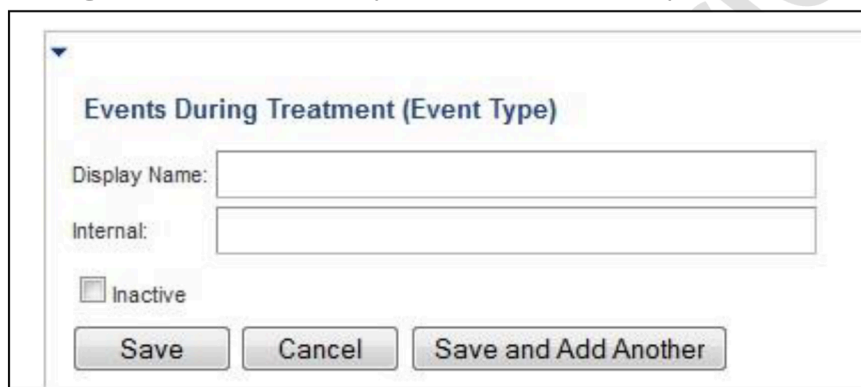 Events During Treatment (Event Type)
Display Name:
Internal:
Inactive
Save Cancel Save and Add Another